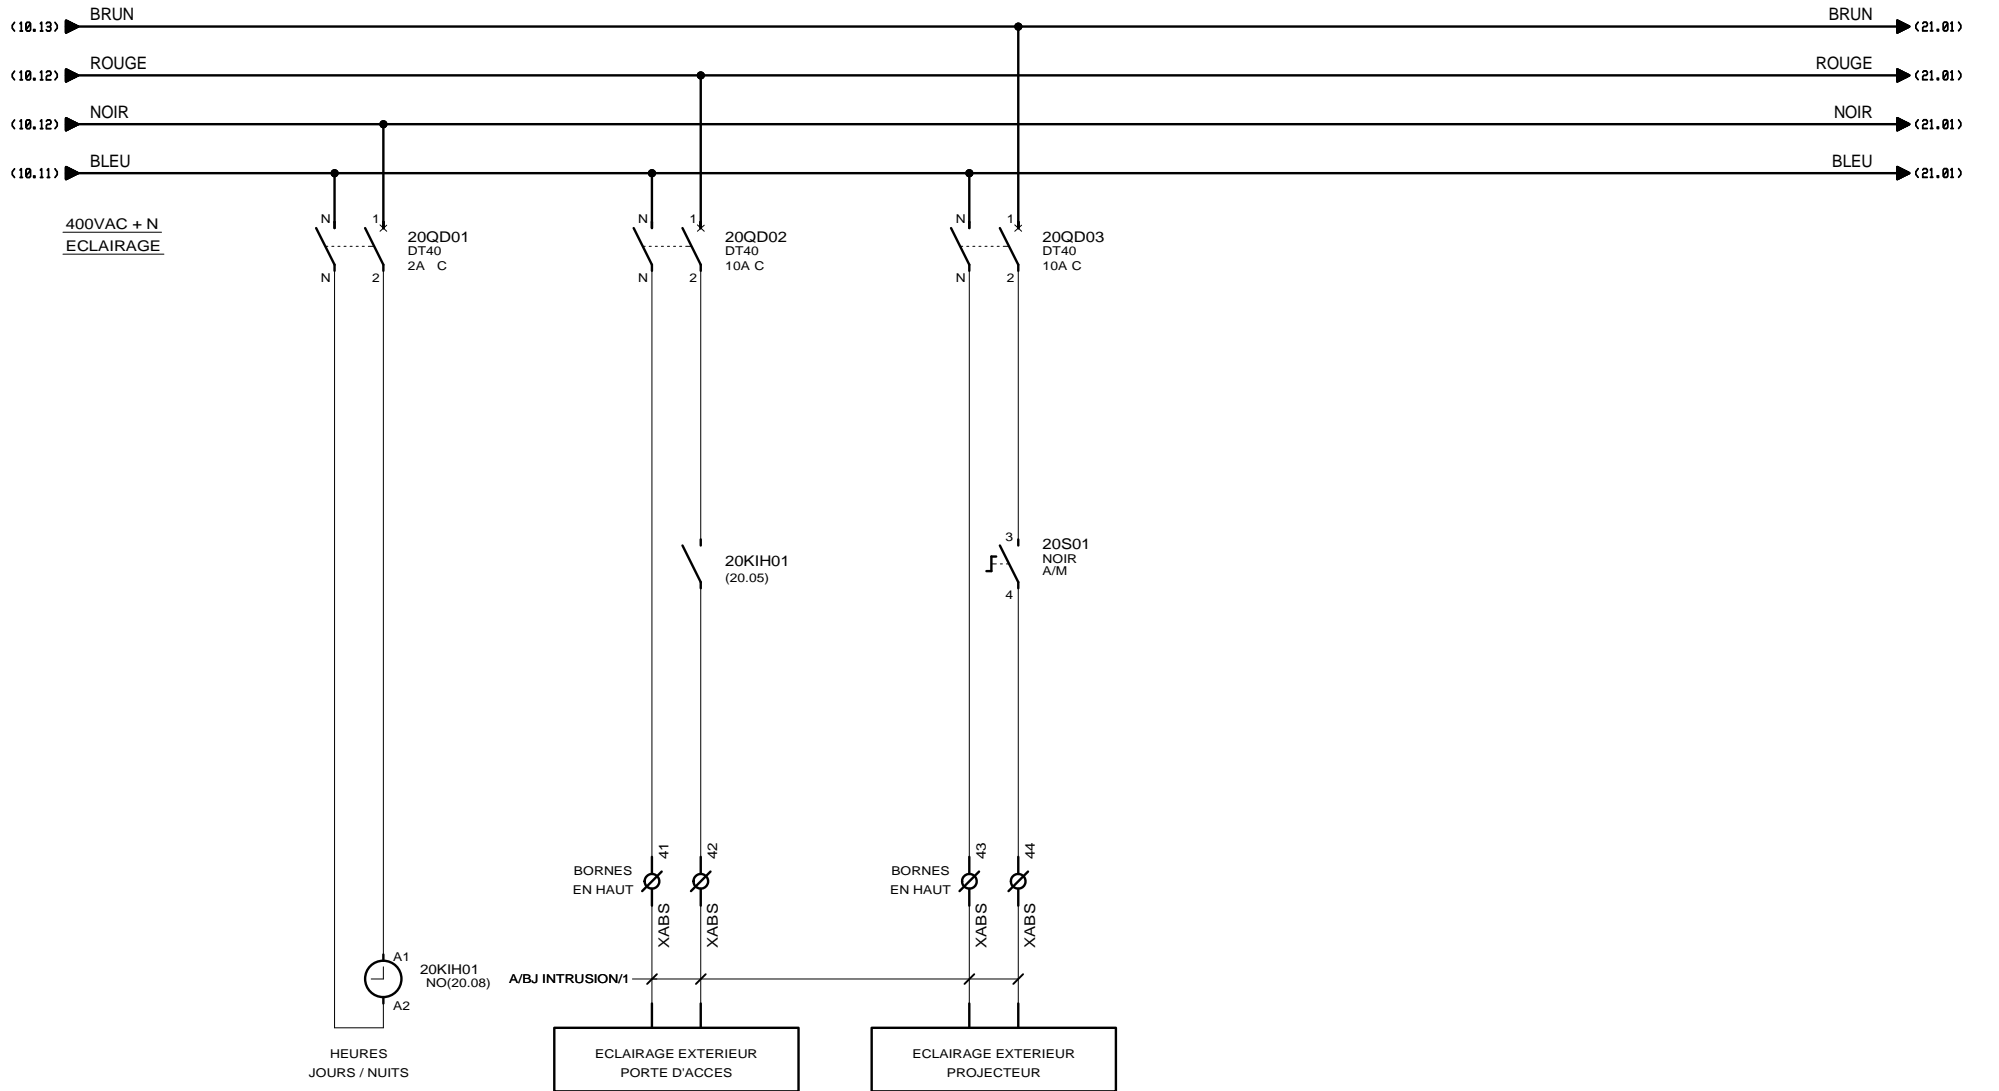 (10.13) BRUN BRUN (21.01)
(10.12) ROUGE ROUGE (21.01)
(10.12) NOIR NOIR (21.01)
(10.11) BLEU BLEU (21.01)
400VAC + N
ECLAIRAGE
N 1 N 1 N 1
20QD01
DT40
2A C
20QD02
DT40
10A C
20QD03
DT40
10A C
N 2 N 2 N 2
20KIH01
(20.05)
3
20S01
NOIR
A/M
4
41 42 43 44
BORNES
EN HAUT
BORNES
EN HAUT
XABS XABS XABS XABS
A1
20KIH01
NO(20.08)
A2
A/BJ INTRUSION/1
HEURES
JOURS / NUITS
ECLAIRAGE EXTERIEUR
PORTE D'ACCES
ECLAIRAGE EXTERIEUR
PROJECTEUR